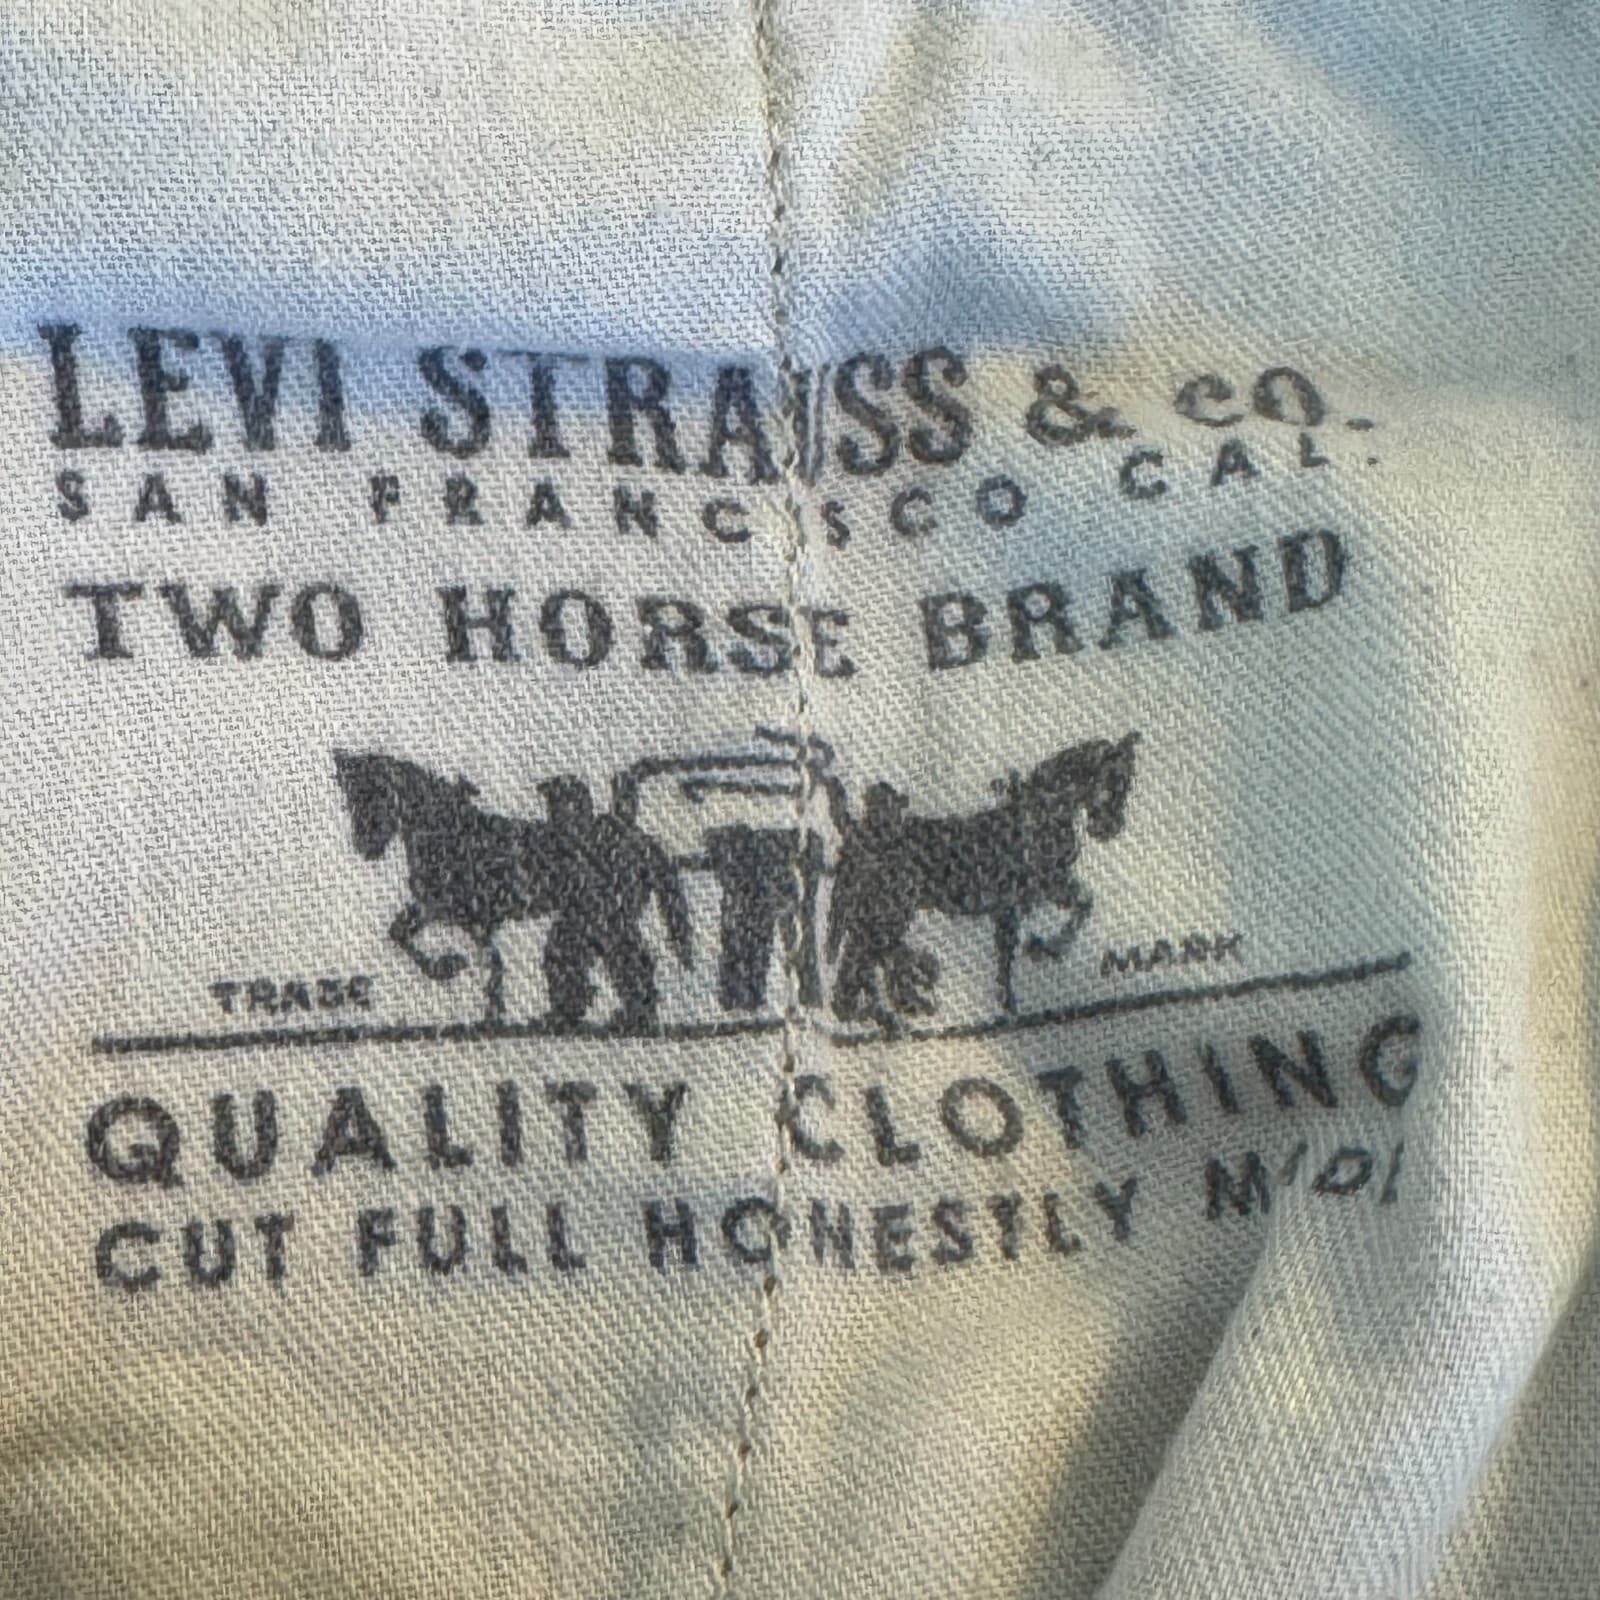 LEVI STRAUSS & CO.
SAN FRANCISCO CAL.
TWO HORSE BRAND
TRADE MARK
QUALITY CLOTHING
CUT FULL HONESTLY